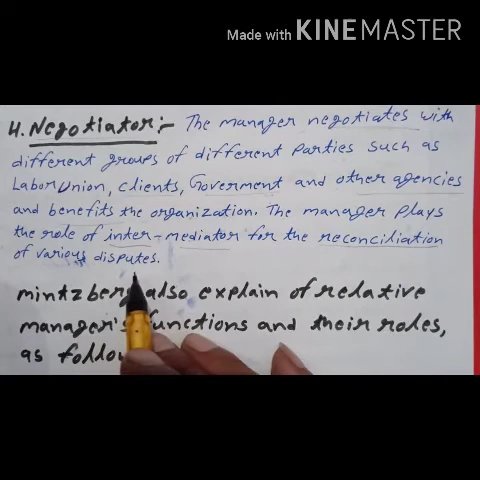 Made with KINEMASTER
4. Negotiator:- The manager negotiates with
different groups of different Parties such as
Labor Union, clients, Goverment and other agencies
and benefits the organization. The manager plays
the role of inter-mediator for the reconciliation
of various disputes.
mintzberg also explain of relative
manager's functions and their roles,
as